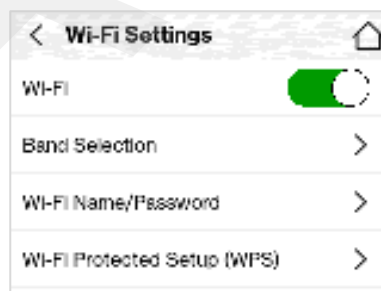 Wi-Fi Settings
Wi-Fi
Band Selection
Wi-Fi Name/Password
Wi-Fi Protected Setup (WPS)